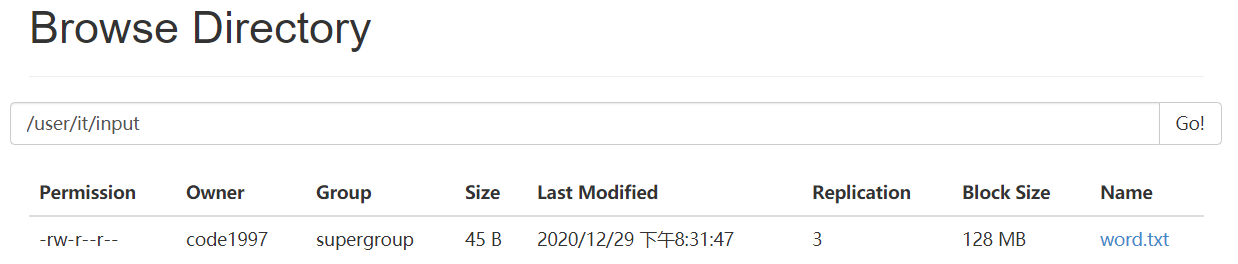 Browse Directory
/user/it/input Go!
Permission Owner Group Size Last Modified Replication Block Size Name
-rw-r--r-- code1997 supergroup 45 B 2020/12/29 下午8:31:47 3 128 MB word.txt